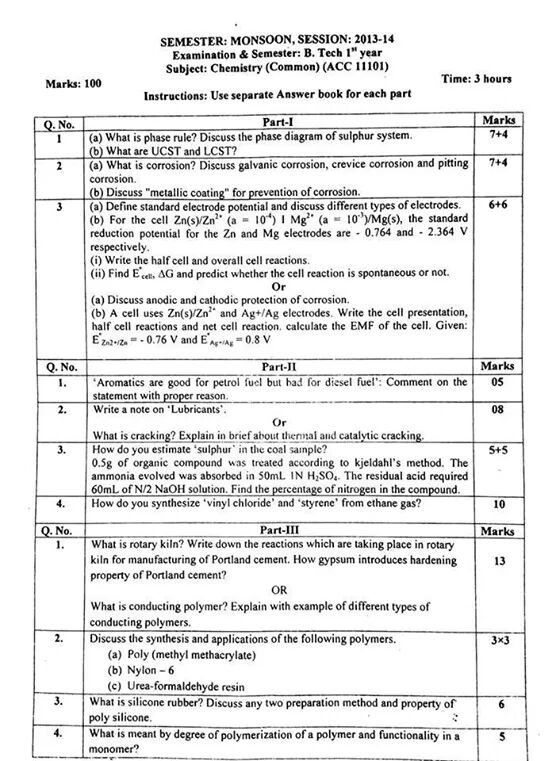 SEMESTER: MONSOON, SESSION: 2013-14
Examination & Semester: B. Tech 1st year
Subject: Chemistry (Common) (ACC 11101)
Marks: 100
Time: 3 hours
Instructions: Use separate Answer book for each part
Q. No. Part-I Marks
1 (a) What is phase rule? Discuss the phase diagram of sulphur system. 7+4
(b) What are UCST and LCST?
2 (a) What is corrosion? Discuss galvanic corrosion, crevice corrosion and pitting 7+4
corrosion.
(b) Discuss "metallic coating" for prevention of corrosion.
3 (a) Define standard electrode potential and discuss different types of electrodes. 6+6
(b) For the cell Zn(s)/Zn²⁺ (a = 10⁻⁴) I Mg²⁺ (a = 10⁻³)/Mg(s), the standard
reduction potential for the Zn and Mg electrodes are - 0.764 and - 2.364 V
respectively.
(i) Write the half cell and overall cell reactions.
(ii) Find E°cell, ΔG and predict whether the cell reaction is spontaneous or not.
Or
(a) Discuss anodic and cathodic protection of corrosion.
(b) A cell uses Zn(s)/Zn²⁺ and Ag+/Ag electrodes. Write the cell presentation,
half cell reactions and net cell reaction. calculate the EMF of the cell. Given:
E°Zn2+/Zn = - 0.76 V and E°Ag+/Ag = 0.8 V
Q. No. Part-II Marks
1. 'Aromatics are good for petrol fuel but bad for diesel fuel': Comment on the 05
statement with proper reason.
2. Write a note on 'Lubricants'. 08
Or
What is cracking? Explain in brief about thermal and catalytic cracking.
3. How do you estimate 'sulphur' in the coal sample? 5+5
0.5g of organic compound was treated according to kjeldahl's method. The
ammonia evolved was absorbed in 50mL 1N H₂SO₄. The residual acid required
60mL of N/2 NaOH solution. Find the percentage of nitrogen in the compound.
4. How do you synthesize 'vinyl chloride' and 'styrene' from ethane gas? 10
Q. No. Part-III Marks
1. What is rotary kiln? Write down the reactions which are taking place in rotary
kiln for manufacturing of Portland cement. How gypsum introduces hardening 13
property of Portland cement?
OR
What is conducting polymer? Explain with example of different types of
conducting polymers.
2. Discuss the synthesis and applications of the following polymers. 3×3
(a) Poly (methyl methacrylate)
(b) Nylon – 6
(c) Urea-formaldehyde resin
3. What is silicone rubber? Discuss any two preparation method and property of 6
poly silicone.
4. What is meant by degree of polymerization of a polymer and functionality in a 5
monomer?